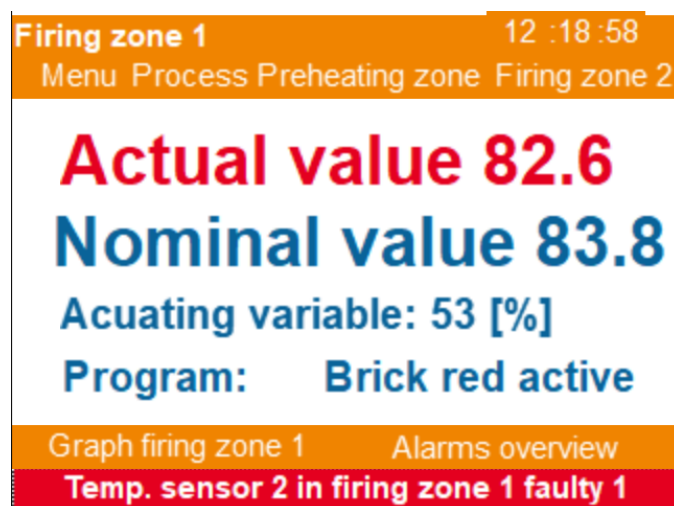 Firing zone 1 12 :18 :58
Menu Process Preheating zone Firing zone 2
Actual value 82.6
Nominal value 83.8
Acuating variable: 53 [%]
Program: Brick red active
Graph firing zone 1 Alarms overview
Temp. sensor 2 in firing zone 1 faulty 1